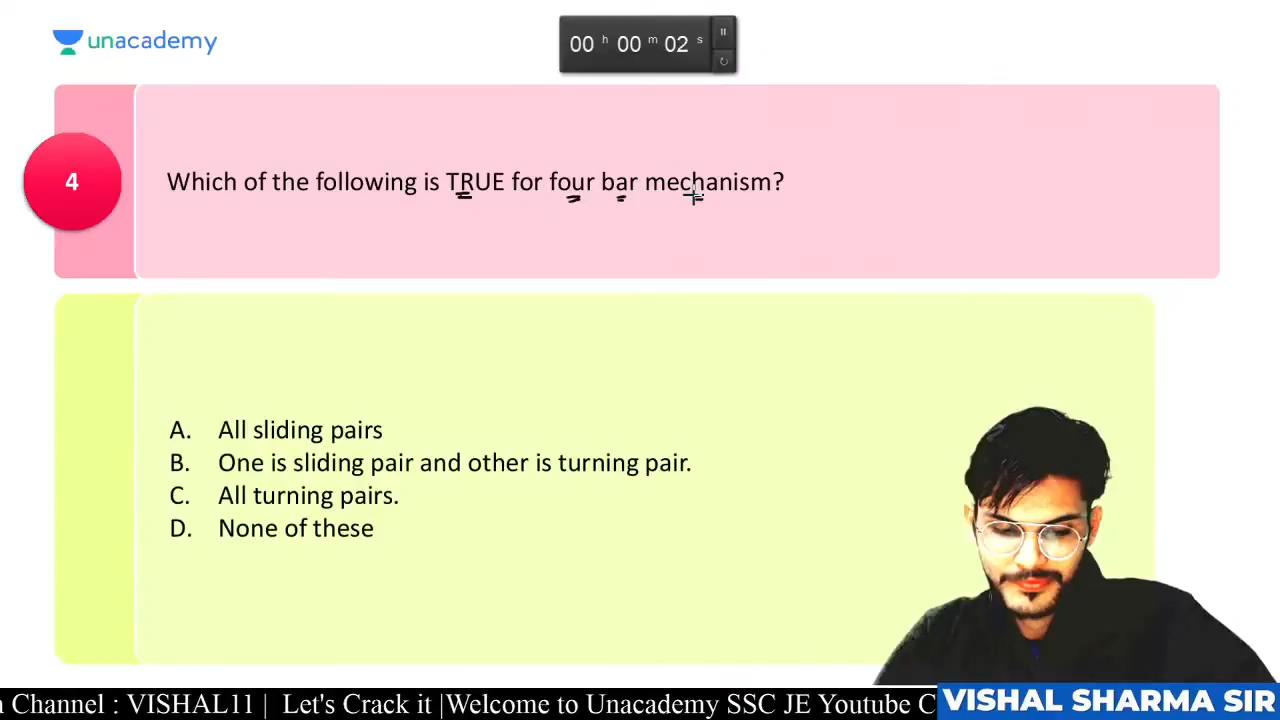 unacademy
00 h 00 m 02 s
4
Which of the following is TRUE for four bar mechanism?
A. All sliding pairs
B. One is sliding pair and other is turning pair.
C. All turning pairs.
D. None of these
Channel : VISHAL11 | Let's Crack it |Welcome to Unacademy SSC JE Youtube C
VISHAL SHARMA SIR